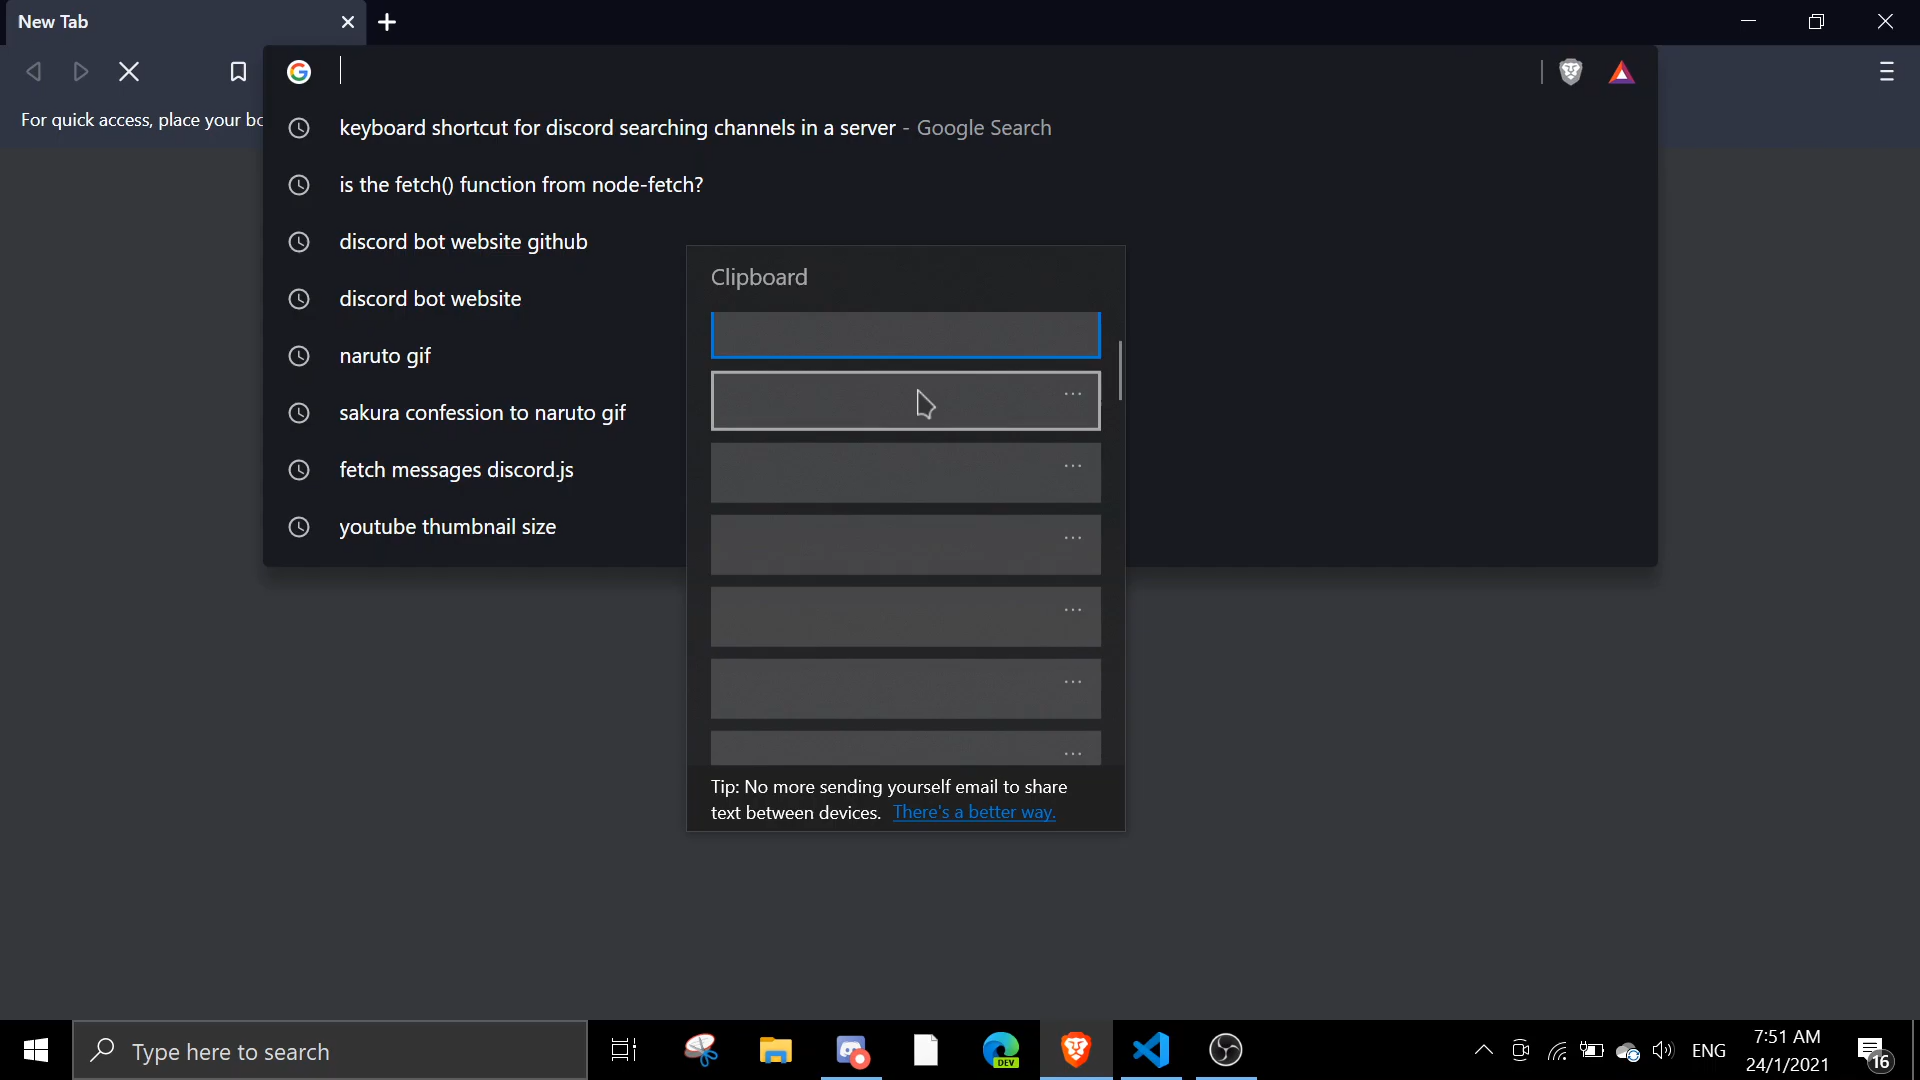 New Tab
For quick access, place your bo
keyboard shortcut for discord searching channels in a server - Google Search
is the fetch() function from node-fetch?
discord bot website github
discord bot website
naruto gif
sakura confession to naruto gif
fetch messages discord.js
youtube thumbnail size
Clipboard
Tip: No more sending yourself email to share
text between devices. There's a better way.
Type here to search
DEV
ENG
7:51 AM
24/1/2021
16